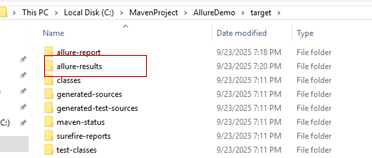 This PC > Local Disk (C:) > MavenProject > AllureDemo > target >
Name Date modified Type
allure-report 9/23/2025 7:18 PM File folder
allure-results 9/23/2025 7:20 PM File folder
classes 9/23/2025 7:11 PM File folder
generated-sources 9/23/2025 7:11 PM File folder
generated-test-sources 9/23/2025 7:11 PM File folder
maven-status 9/23/2025 7:11 PM File folder
C:) surefire-reports 9/23/2025 7:11 PM File folder
test-classes 9/23/2025 7:11 PM File folder